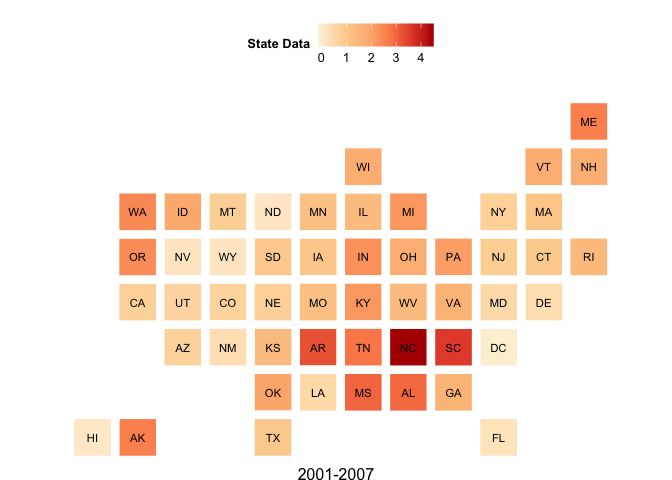 State Data
0 1 2 3 4
ME
WI VT NH
WA ID MT ND MN IL MI NY MA
OR NV WY SD IA IN OH PA NJ CT RI
CA UT CO NE MO KY WV VA MD DE
AZ NM KS AR TN NC SC DC
OK LA MS AL GA
HI AK TX FL
2001-2007